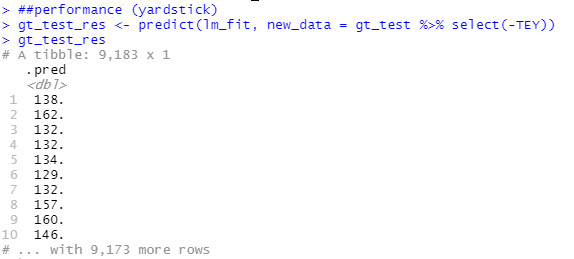 > ##performance (yardstick)
> gt_test_res <- predict(lm_fit, new_data = gt_test %>% select(-TEY))
> gt_test_res
# A tibble: 9,183 x 1
   .pred
   <dbl>
 1  138.
 2  162.
 3  132.
 4  132.
 5  134.
 6  129.
 7  132.
 8  157.
 9  160.
10  146.
# ... with 9,173 more rows